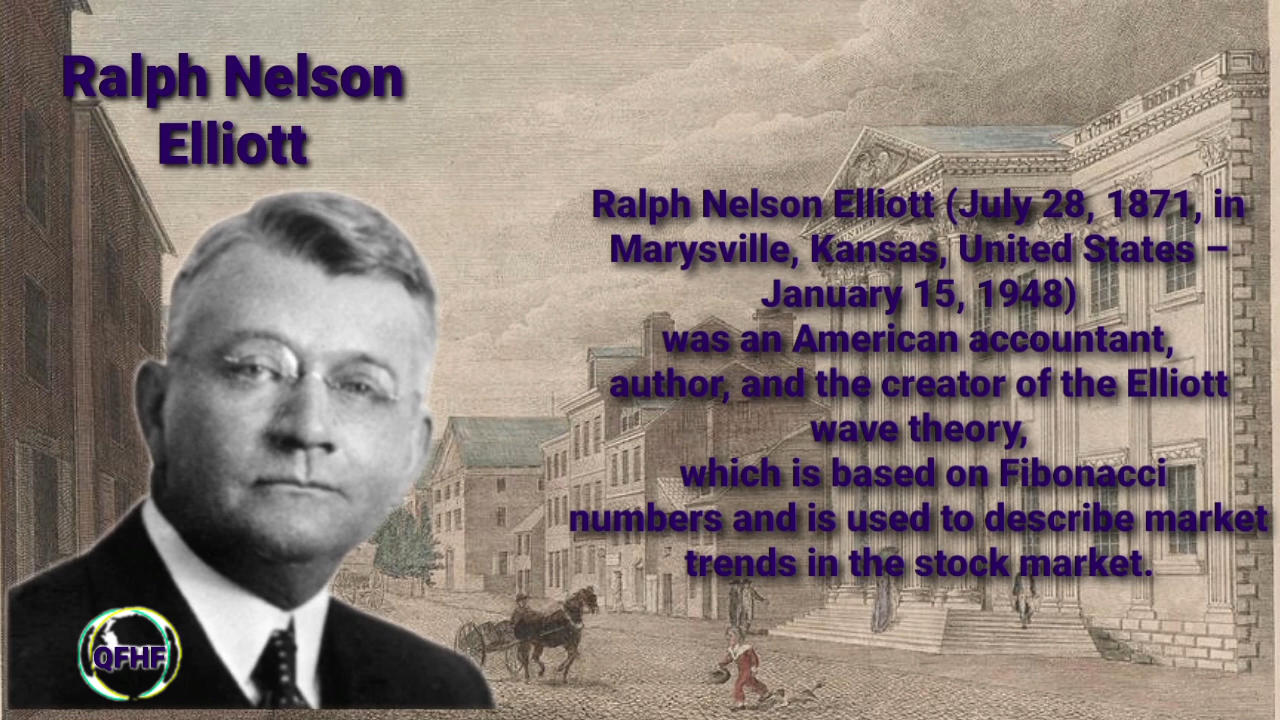 Ralph Nelson
Elliott
Ralph Nelson Elliott (July 28, 1871, in
Marysville, Kansas, United States –
January 15, 1948)
was an American accountant,
author, and the creator of the Elliott
wave theory,
which is based on Fibonacci
numbers and is used to describe market
trends in the stock market.
QFHF